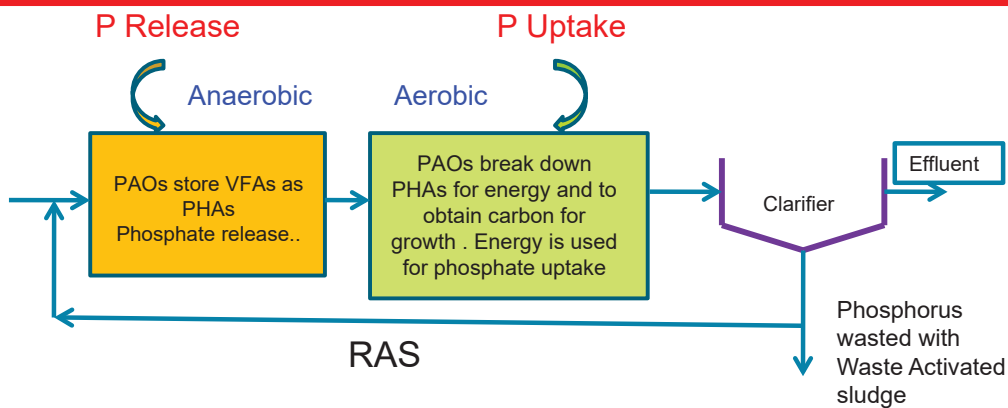 P Release
P Uptake
Anaerobic
Aerobic
PAOs store VFAs as
PHAs
Phosphate release..
PAOs break down
PHAs for energy and to
obtain carbon for
growth . Energy is used
for phosphate uptake
Clarifier
Effluent
RAS
Phosphorus
wasted with
Waste Activated
sludge